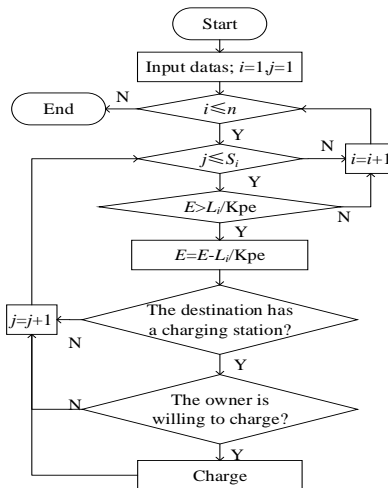 Start
Input datas; i=1,j=1
N
End
i≤n
Y
N
j≤Si
i=i+1
Y
E>Li/Kpe
N
Y
E=E-Li/Kpe
The destination has
a charging station?
j=j+1
N
Y
The owner is
willing to charge?
N
Y
Charge